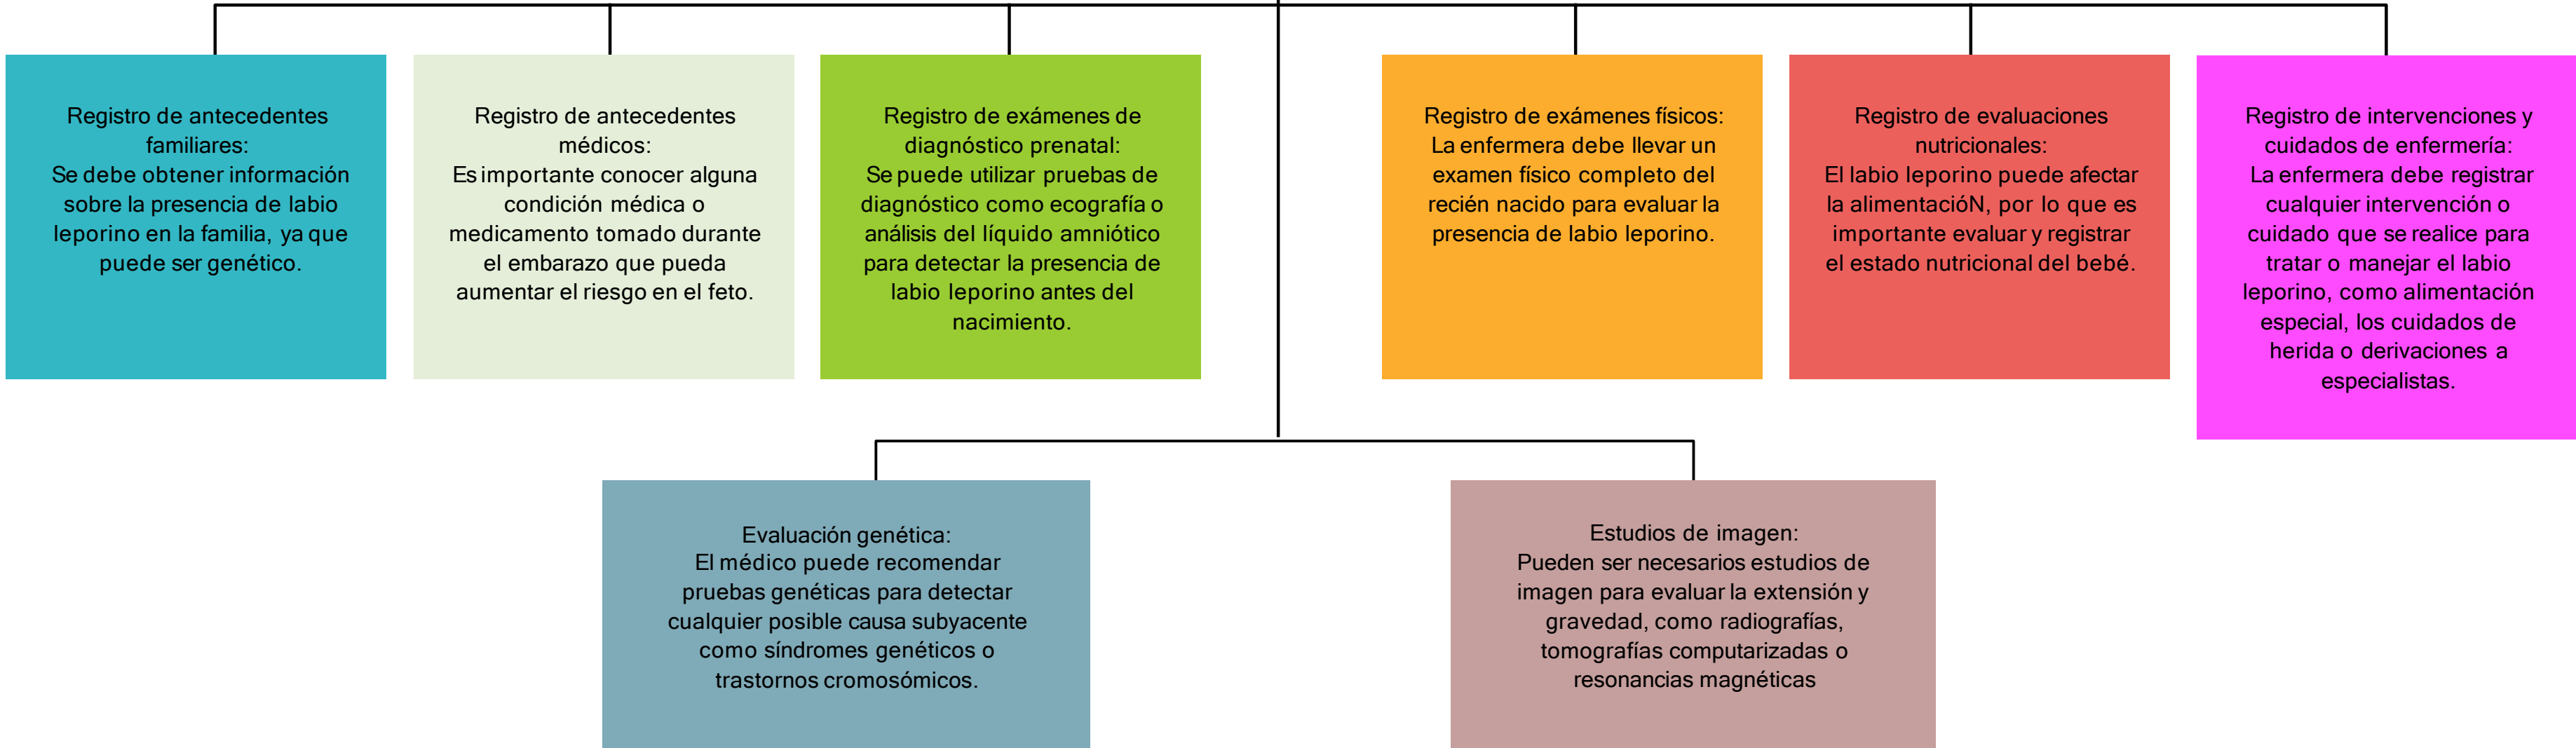 Registro de antecedentes
familiares:
Se debe obtener información
sobre la presencia de labio
leporino en la familia, ya que
puede ser genético.
Registro de antecedentes
médicos:
Es importante conocer alguna
condición médica o
medicamento tomado durante
el embarazo que pueda
aumentar el riesgo en el feto.
Registro de exámenes de
diagnóstico prenatal:
Se puede utilizar pruebas de
diagnóstico como ecografía o
análisis del líquido amniótico
para detectar la presencia de
labio leporino antes del
nacimiento.
Registro de exámenes físicos:
La enfermera debe llevar un
examen físico completo del
recién nacido para evaluar la
presencia de labio leporino.
Registro de evaluaciones
nutricionales:
El labio leporino puede afectar
la alimentacióN, por lo que es
importante evaluar y registrar
el estado nutricional del bebé.
Registro de intervenciones y
cuidados de enfermería:
La enfermera debe registrar
cualquier intervención o
cuidado que se realice para
tratar o manejar el labio
leporino, como alimentación
especial, los cuidados de
herida o derivaciones a
especialistas.
Evaluación genética:
El médico puede recomendar
pruebas genéticas para detectar
cualquier posible causa subyacente
como síndromes genéticos o
trastornos cromosómicos.
Estudios de imagen:
Pueden ser necesarios estudios de
imagen para evaluar la extensión y
gravedad, como radiografías,
tomografías computarizadas o
resonancias magnéticas